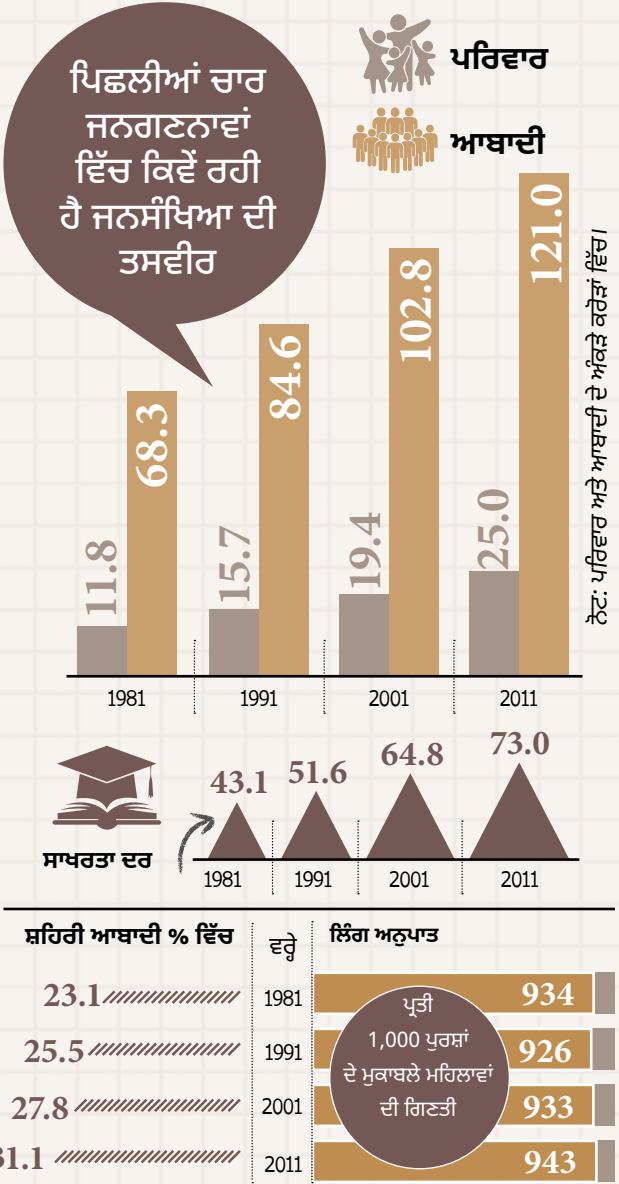 ਪਿਛਲੀਆਂ ਚਾਰ
ਜਨਗਣਨਾਵਾਂ
ਵਿੱਚ ਕਿਵੇਂ ਰਹੀ
ਹੈ ਜਨਸੰਖਿਆ ਦੀ
ਤਸਵੀਰ
ਪਰਿਵਾਰ
ਆਬਾਦੀ
11.8
68.3
15.7
84.6
19.4
102.8
25.0
121.0
1981
1991
2001
2011
ਨੋਟ: ਪਰਿਵਾਰ ਅਤੇ ਆਬਾਦੀ ਦੇ ਅੰਕੜੇ ਕਰੋੜਾਂ ਵਿੱਚ।
ਸਾਖਰਤਾ ਦਰ
43.1
51.6
64.8
73.0
1981
1991
2001
2011
ਸ਼ਹਿਰੀ ਆਬਾਦੀ % ਵਿੱਚ
ਵਰ੍ਹੇ
ਲਿੰਗ ਅਨੁਪਾਤ
23.1 1981 934
25.5 1991 926
27.8 2001 933
31.1 2011 943
ਪ੍ਰਤੀ
1,000 ਪੁਰਸ਼ਾਂ
ਦੇ ਮੁਕਾਬਲੇ ਮਹਿਲਾਵਾਂ
ਦੀ ਗਿਣਤੀ